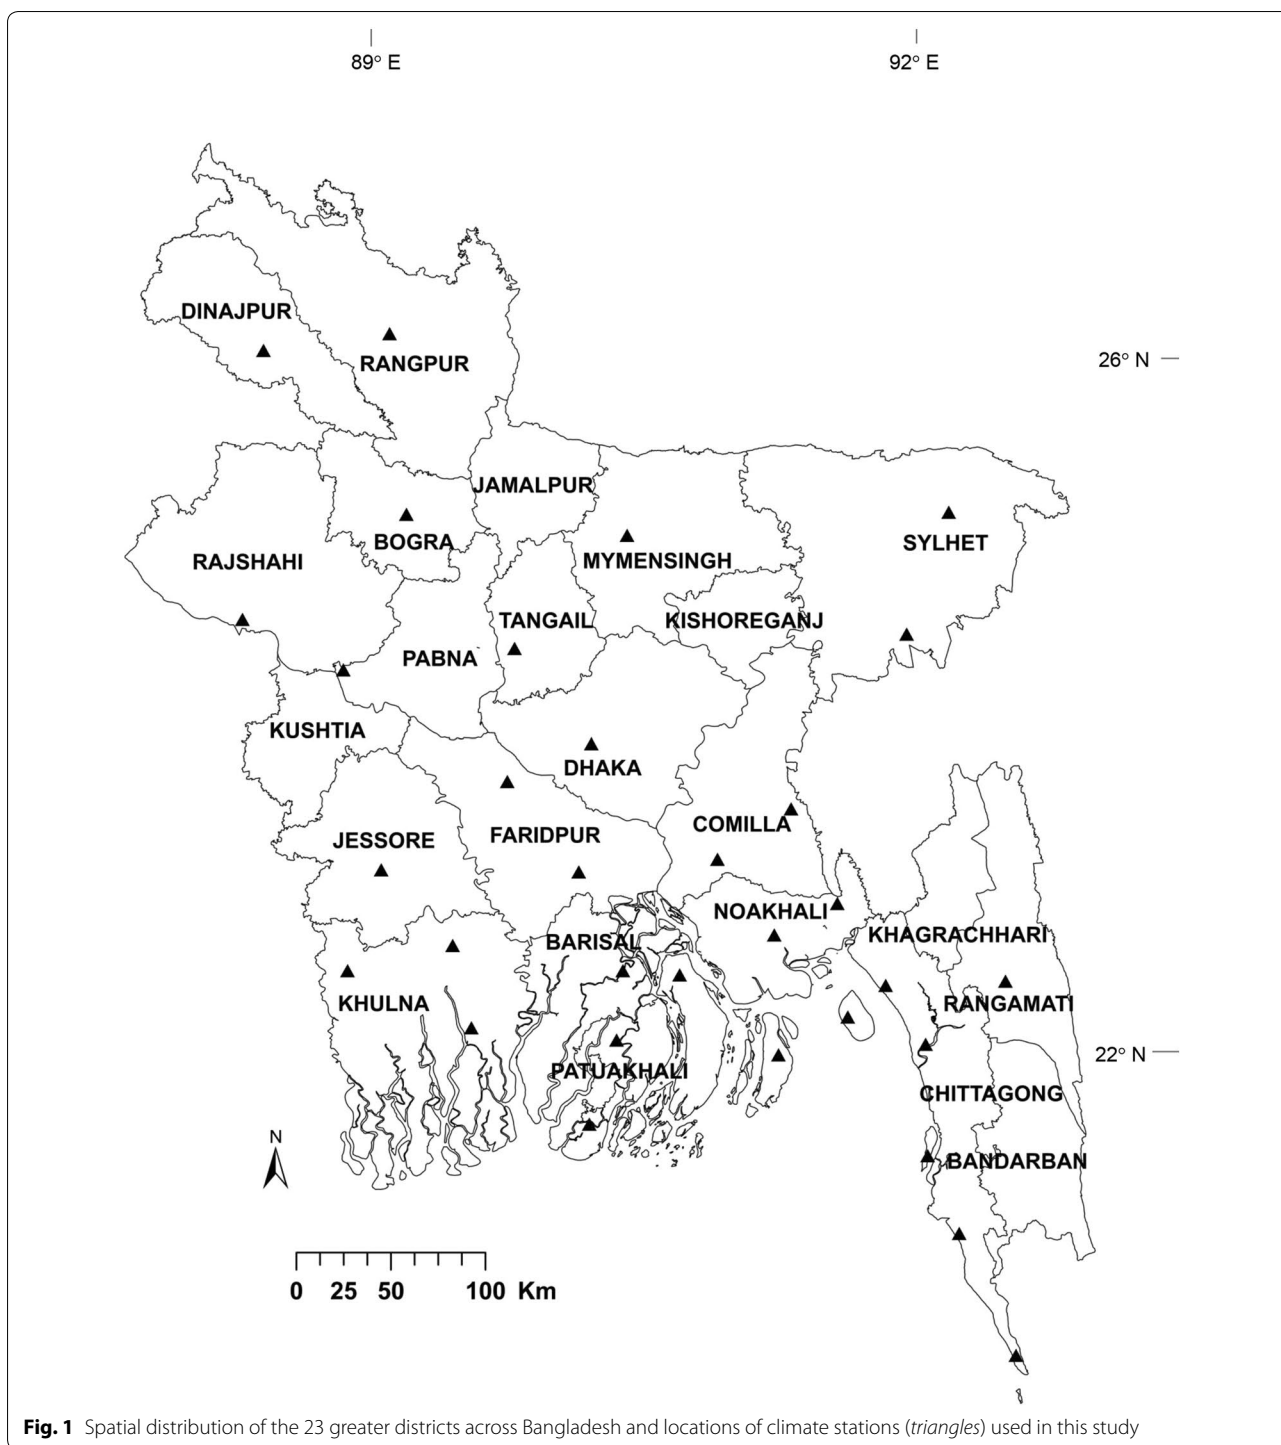 89° E 92° E
DINAJPUR
RANGPUR
26° N
JAMALPUR
BOGRA
SYLHET
RAJSHAHI
MYMENSINGH
TANGAIL
KISHOREGANJ
PABNA
KUSHTIA
DHAKA
COMILLA
FARIDPUR
JESSORE
NOAKHALI
KHAGRACHHARI
BARISAL
KHULNA
RANGAMATI
22° N
PATUAKHALI
CHITTAGONG
N
BANDARBAN
0 25 50 100 Km
Fig. 1 Spatial distribution of the 23 greater districts across Bangladesh and locations of climate stations (triangles) used in this study